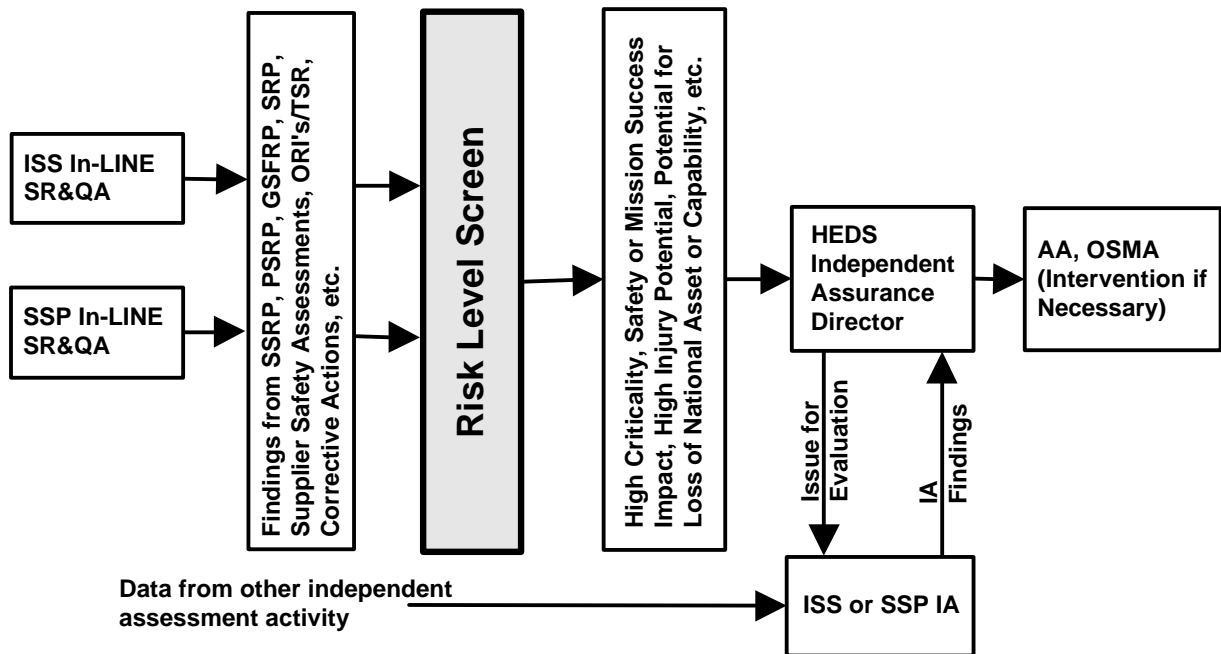 ISS In-LINE
SR&QA
SSP In-LINE
SR&QA
Findings from SSRP, PSRP, GSFRP, SRP,
Supplier Safety Assessments, ORI's/TSR,
Corrective Actions, etc.
Risk Level Screen
High Criticality, Safety or Mission Success
Impact, High Injury Potential, Potential for
Loss of National Asset or Capability, etc.
HEDS
Independent
Assurance
Director
AA, OSMA
(Intervention if
Necessary)
Issue for
Evaluation
IA
Findings
Data from other independent
assessment activity
ISS or SSP IA